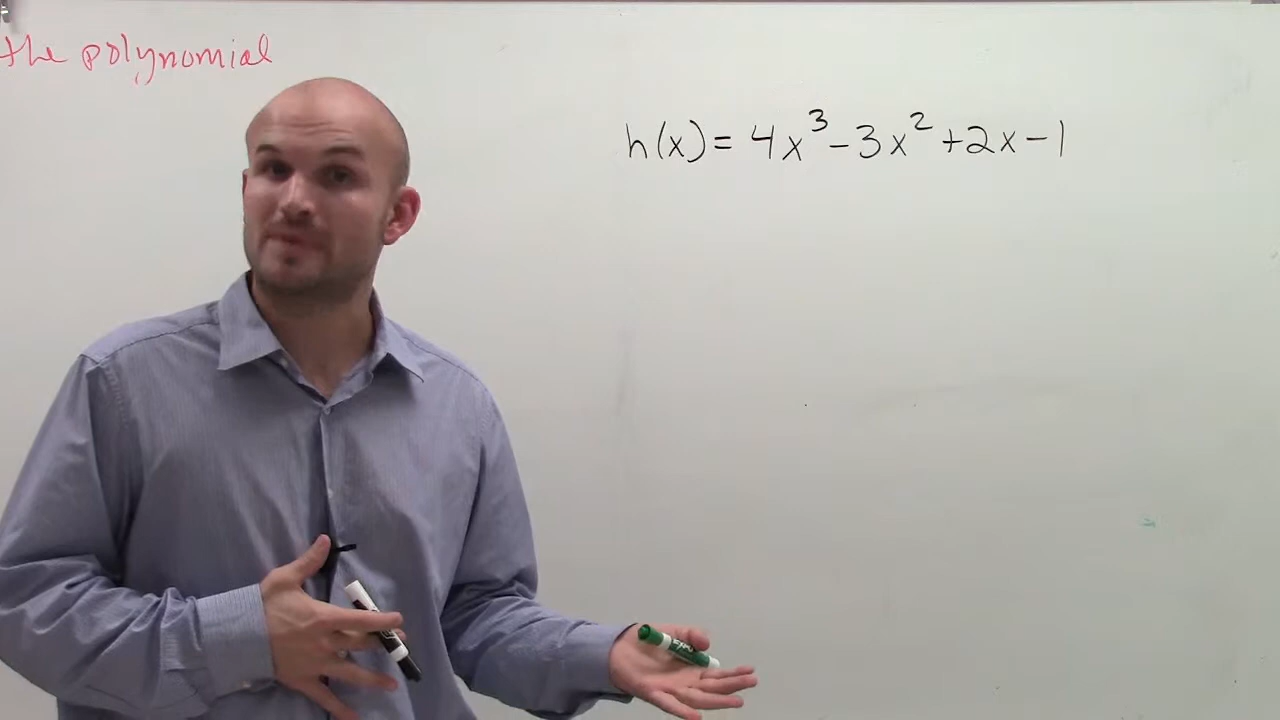 the polynomial
h(x) = 4x³ - 3x² + 2x - 1